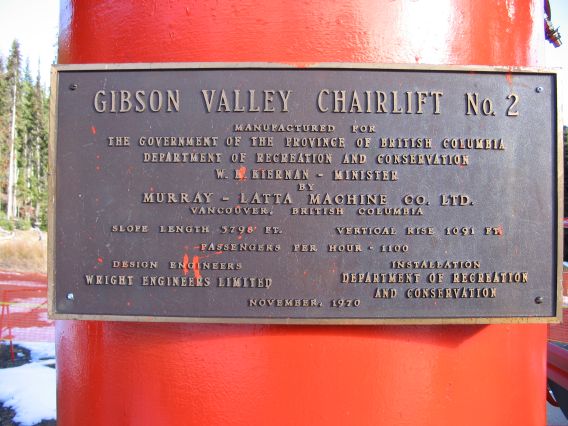 GIBSON VALLEY CHAIRLIFT No. 2
MANUFACTURED FOR
THE GOVERNMENT OF THE PROVINCE OF BRITISH COLUMBIA
DEPARTMENT OF RECREATION AND CONSERVATION
W. K. KIERNAN - MINISTER
BY
MURRAY - LATTA MACHINE CO. LTD.
VANCOUVER, BRITISH COLUMBIA
SLOPE LENGTH 5798 FT. VERTICAL RISE 1091 FT.
PASSENGERS PER HOUR - 1100
DESIGN ENGINEERS
WRIGHT ENGINEERS LIMITED
INSTALLATION
DEPARTMENT OF RECREATION
AND CONSERVATION
NOVEMBER, 1970